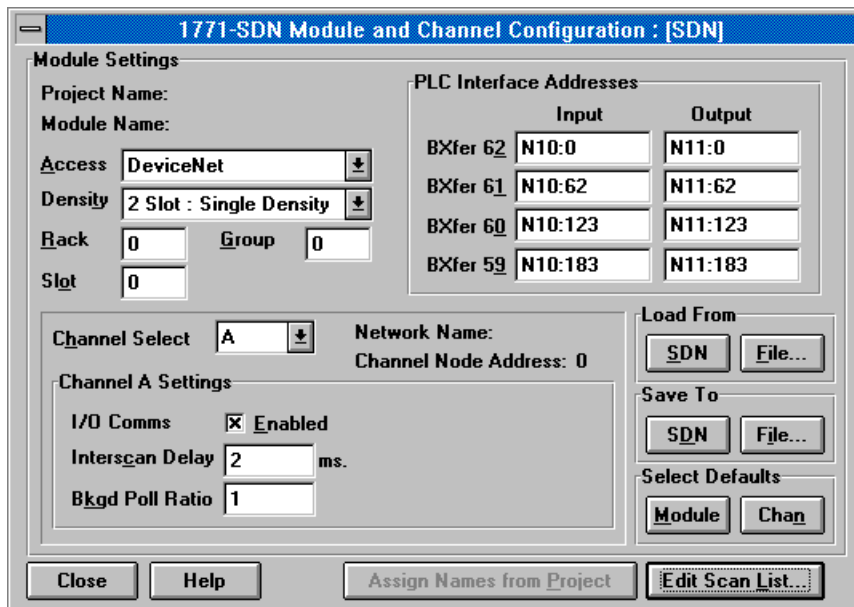 1771-SDN Module and Channel Configuration : [SDN]
Module Settings
Project Name:
Module Name:
Access DeviceNet
Density 2 Slot : Single Density
Rack 0 Group 0
Slot 0
PLC Interface Addresses
Input Output
BXfer 62 N10:0 N11:0
BXfer 61 N10:62 N11:62
BXfer 60 N10:123 N11:123
BXfer 59 N10:183 N11:183
Channel Select A
Network Name:
Channel Node Address: 0
Channel A Settings
I/O Comms Enabled
Interscan Delay 2 ms.
Bkgd Poll Ratio 1
Load From
SDN File...
Save To
SDN File...
Select Defaults
Module Chan
Close Help Assign Names from Project Edit Scan List...